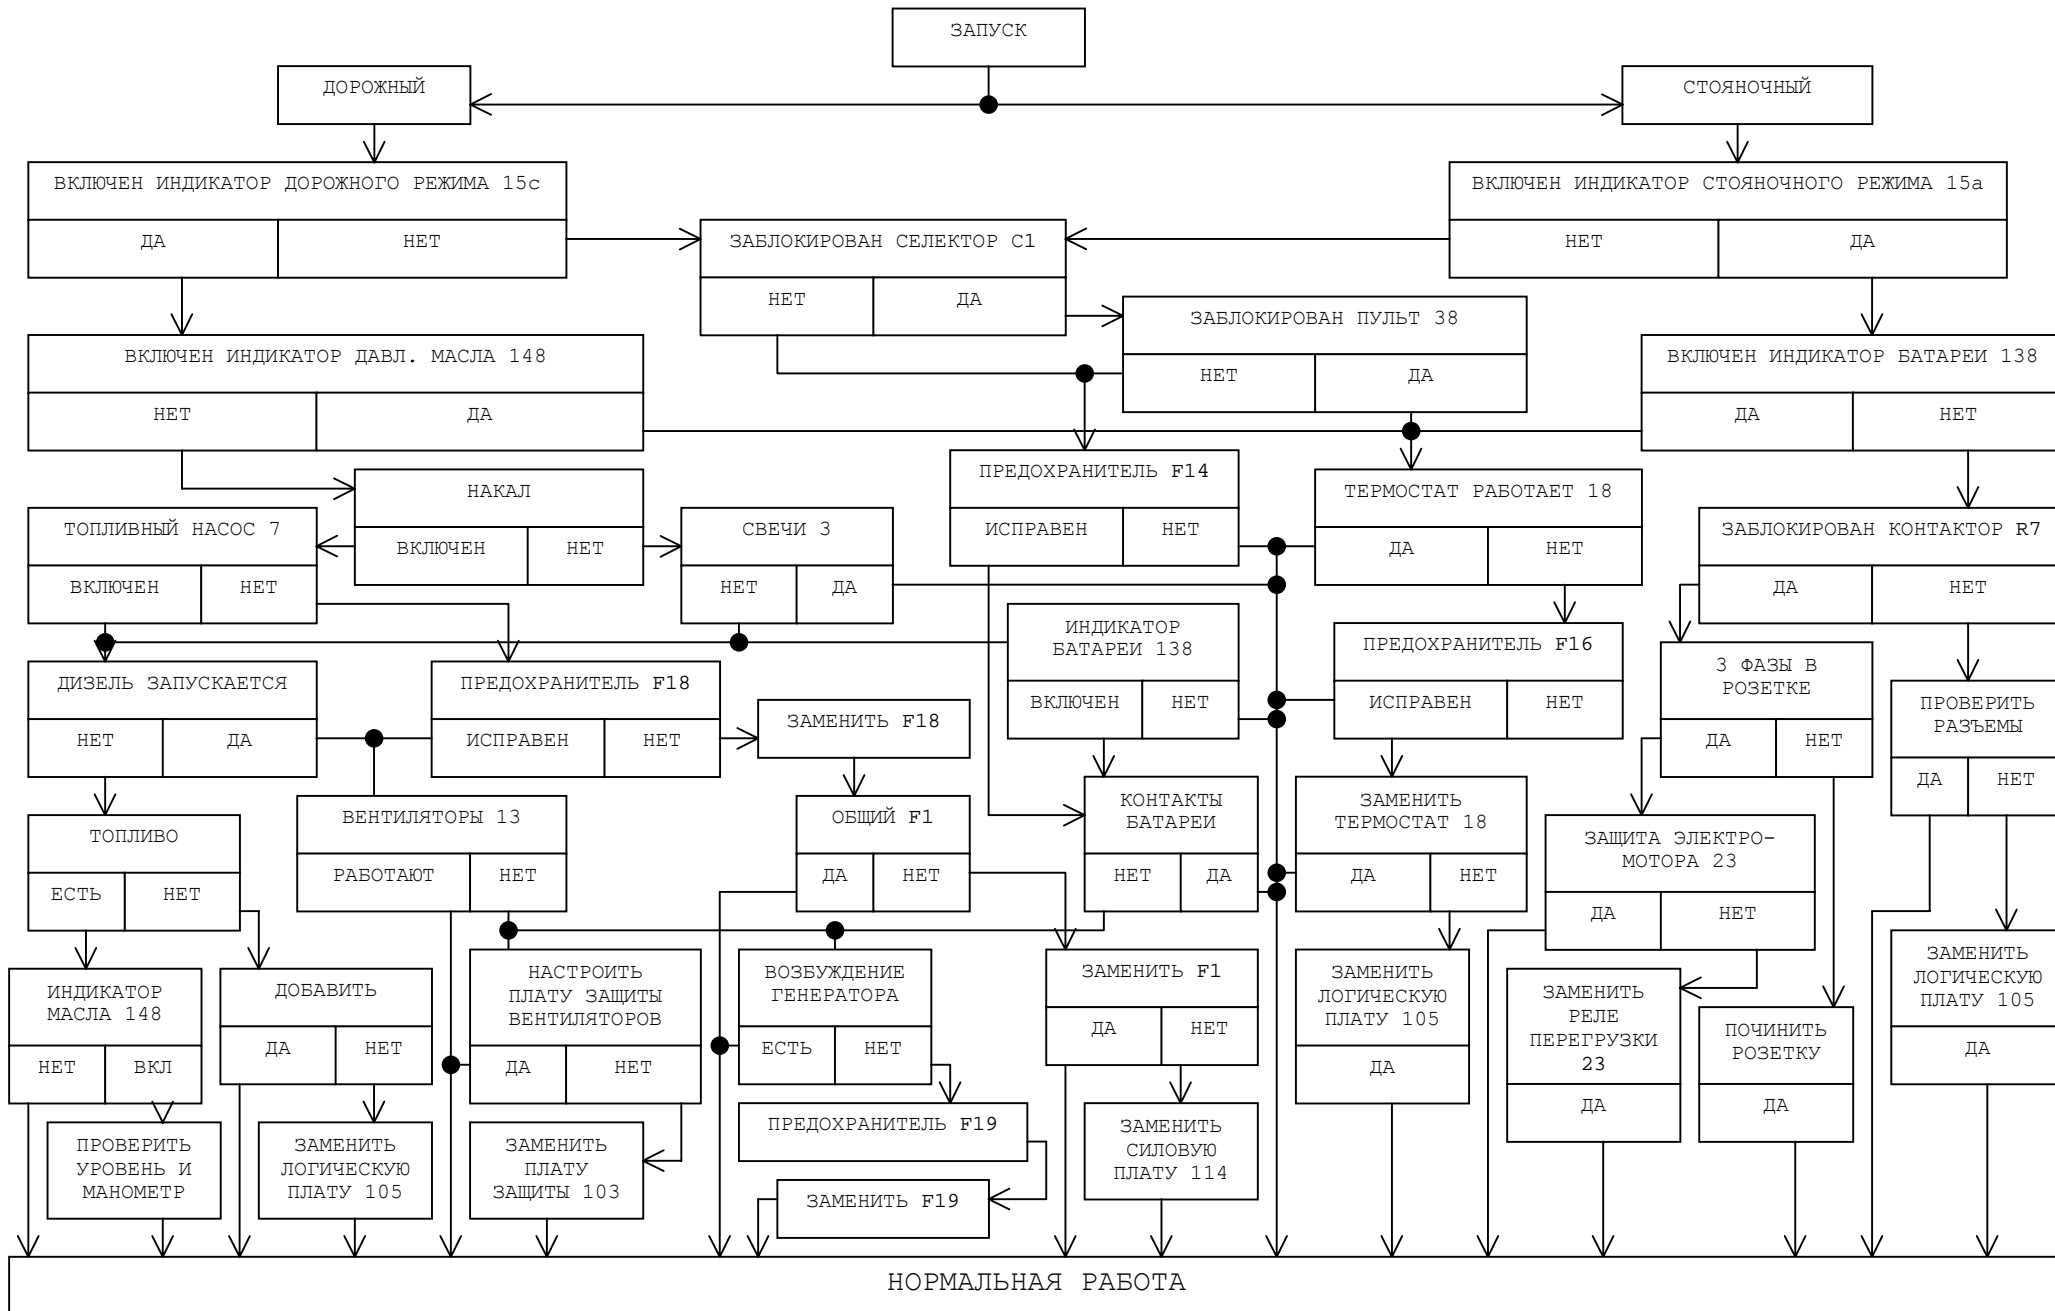 ЗАПУСК
ДОРОЖНЫЙ
СТОЯНОЧНЫЙ
ВКЛЮЧЕН ИНДИКАТОР ДОРОЖНОГО РЕЖИМА 15с
ДА НЕТ
ВКЛЮЧЕН ИНДИКАТОР СТОЯНОЧНОГО РЕЖИМА 15а
НЕТ ДА
ЗАБЛОКИРОВАН СЕЛЕКТОР С1
НЕТ ДА
ЗАБЛОКИРОВАН ПУЛЬТ 38
НЕТ ДА
ВКЛЮЧЕН ИНДИКАТОР ДАВЛ. МАСЛА 148
НЕТ ДА
ВКЛЮЧЕН ИНДИКАТОР БАТАРЕИ 138
ДА НЕТ
НАКАЛ
ВКЛЮЧЕН НЕТ
ПРЕДОХРАНИТЕЛЬ F14
ИСПРАВЕН НЕТ
ТЕРМОСТАТ РАБОТАЕТ 18
ДА НЕТ
ТОПЛИВНЫЙ НАСОС 7
ВКЛЮЧЕН НЕТ
СВЕЧИ 3
НЕТ ДА
ЗАБЛОКИРОВАН КОНТАКТОР R7
ДА НЕТ
ИНДИКАТОР
БАТАРЕИ 138
ВКЛЮЧЕН НЕТ
ПРЕДОХРАНИТЕЛЬ F16
ИСПРАВЕН НЕТ
3 ФАЗЫ В
РОЗЕТКЕ
ДА НЕТ
ДИЗЕЛЬ ЗАПУСКАЕТСЯ
НЕТ ДА
ПРЕДОХРАНИТЕЛЬ F18
ИСПРАВЕН НЕТ
ЗАМЕНИТЬ F18
ПРОВЕРИТЬ
РАЗЪЕМЫ
ДА НЕТ
ВЕНТИЛЯТОРЫ 13
РАБОТАЮТ НЕТ
ОБЩИЙ F1
ДА НЕТ
КОНТАКТЫ
БАТАРЕИ
НЕТ ДА
ЗАМЕНИТЬ
ТЕРМОСТАТ 18
ДА НЕТ
ТОПЛИВО
ЕСТЬ НЕТ
ЗАЩИТА ЭЛЕКТРО-
МОТОРА 23
ДА НЕТ
ИНДИКАТОР
МАСЛА 148
НЕТ ВКЛ
ДОБАВИТЬ
ДА НЕТ
НАСТРОИТЬ
ПЛАТУ ЗАЩИТЫ
ВЕНТИЛЯТОРОВ
ДА НЕТ
ВОЗБУЖДЕНИЕ
ГЕНЕРАТОРА
ЕСТЬ НЕТ
ЗАМЕНИТЬ F1
ДА НЕТ
ЗАМЕНИТЬ
ЛОГИЧЕСКУЮ
ПЛАТУ 105
ДА
ЗАМЕНИТЬ
РЕЛЕ
ПЕРЕГРУЗКИ
23
ДА
ПОЧИНИТЬ
РОЗЕТКУ
ДА
ЗАМЕНИТЬ
ЛОГИЧЕСКУЮ
ПЛАТУ 105
ДА
ПРОВЕРИТЬ
УРОВЕНЬ И
МАНОМЕТР
ЗАМЕНИТЬ
ЛОГИЧЕСКУЮ
ПЛАТУ 105
ЗАМЕНИТЬ
ПЛАТУ
ЗАЩИТЫ 103
ПРЕДОХРАНИТЕЛЬ F19
ЗАМЕНИТЬ F19
ЗАМЕНИТЬ
СИЛОВУЮ
ПЛАТУ 114
НОРМАЛЬНАЯ РАБОТА